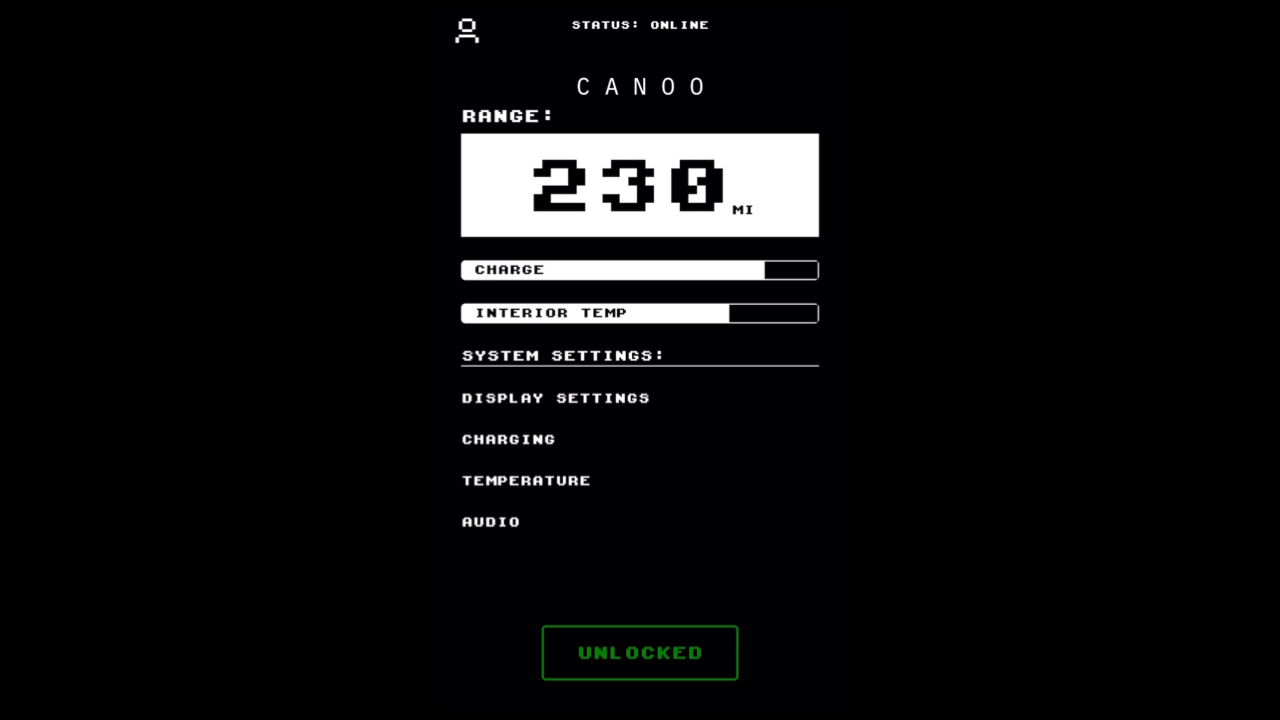 STATUS: ONLINE
CANOO
RANGE:
230 MI
CHARGE
INTERIOR TEMP
SYSTEM SETTINGS:
DISPLAY SETTINGS
CHARGING
TEMPERATURE
AUDIO
UNLOCKED